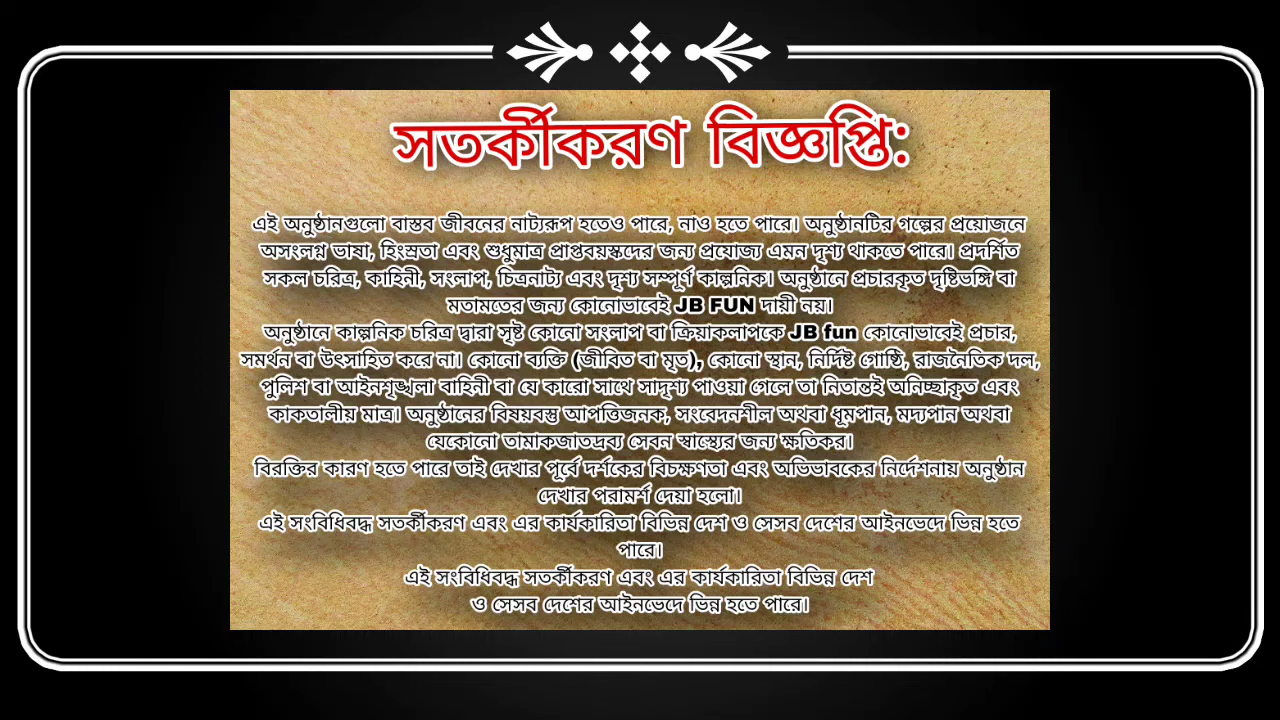 সতর্কীকরণ বিজ্ঞপ্তি:
এই অনুষ্ঠানগুলো বাস্তব জীবনের নাট্যরূপ হতেও পারে, নাও হতে পারে। অনুষ্ঠানটির গল্পের প্রয়োজনে
অসংলগ্ন ভাষা, হিংস্রতা এবং শুধুমাত্র প্রাপ্তবয়স্কদের জন্য প্রযোজ্য এমন দৃশ্য থাকতে পারে। প্রদর্শিত
সকল চরিত্র, কাহিনী, সংলাপ, চিত্রনাট্য এবং দৃশ্য সম্পূর্ণ কাল্পনিক। অনুষ্ঠানে প্রচারকৃত দৃষ্টিভঙ্গি বা
মতামতের জন্য কোনোভাবেই JB FUN দায়ী নয়।
অনুষ্ঠানে কাল্পনিক চরিত্র দ্বারা সৃষ্ট কোনো সংলাপ বা ক্রিয়াকলাপকে JB fun কোনোভাবেই প্রচার,
সমর্থন বা উৎসাহিত করে না। কোনো ব্যক্তি (জীবিত বা মৃত), কোনো স্থান, নির্দিষ্ট গোষ্ঠি, রাজনৈতিক দল,
পুলিশ বা আইনশৃঙ্খলা বাহিনী বা যে কারো সাথে সাদৃশ্য পাওয়া গেলে তা নিতান্তই অনিচ্ছাকৃত এবং
কাকতালীয় মাত্র। অনুষ্ঠানের বিষয়বস্তু আপত্তিজনক, সংবেদনশীল অথবা ধূমপান, মদ্যপান অথবা
যেকোনো তামাকজাতদ্রব্য সেবন স্বাস্থ্যের জন্য ক্ষতিকর।
বিরক্তির কারণ হতে পারে তাই দেখার পূর্বে দর্শকের বিচক্ষণতা এবং অভিভাবকের নির্দেশনায় অনুষ্ঠান
দেখার পরামর্শ দেয়া হলো।
এই সংবিধিবদ্ধ সতর্কীকরণ এবং এর কার্যকারিতা বিভিন্ন দেশ ও সেসব দেশের আইনভেদে ভিন্ন হতে
পারে।
এই সংবিধিবদ্ধ সতর্কীকরণ এবং এর কার্যকারিতা বিভিন্ন দেশ
ও সেসব দেশের আইনভেদে ভিন্ন হতে পারে।